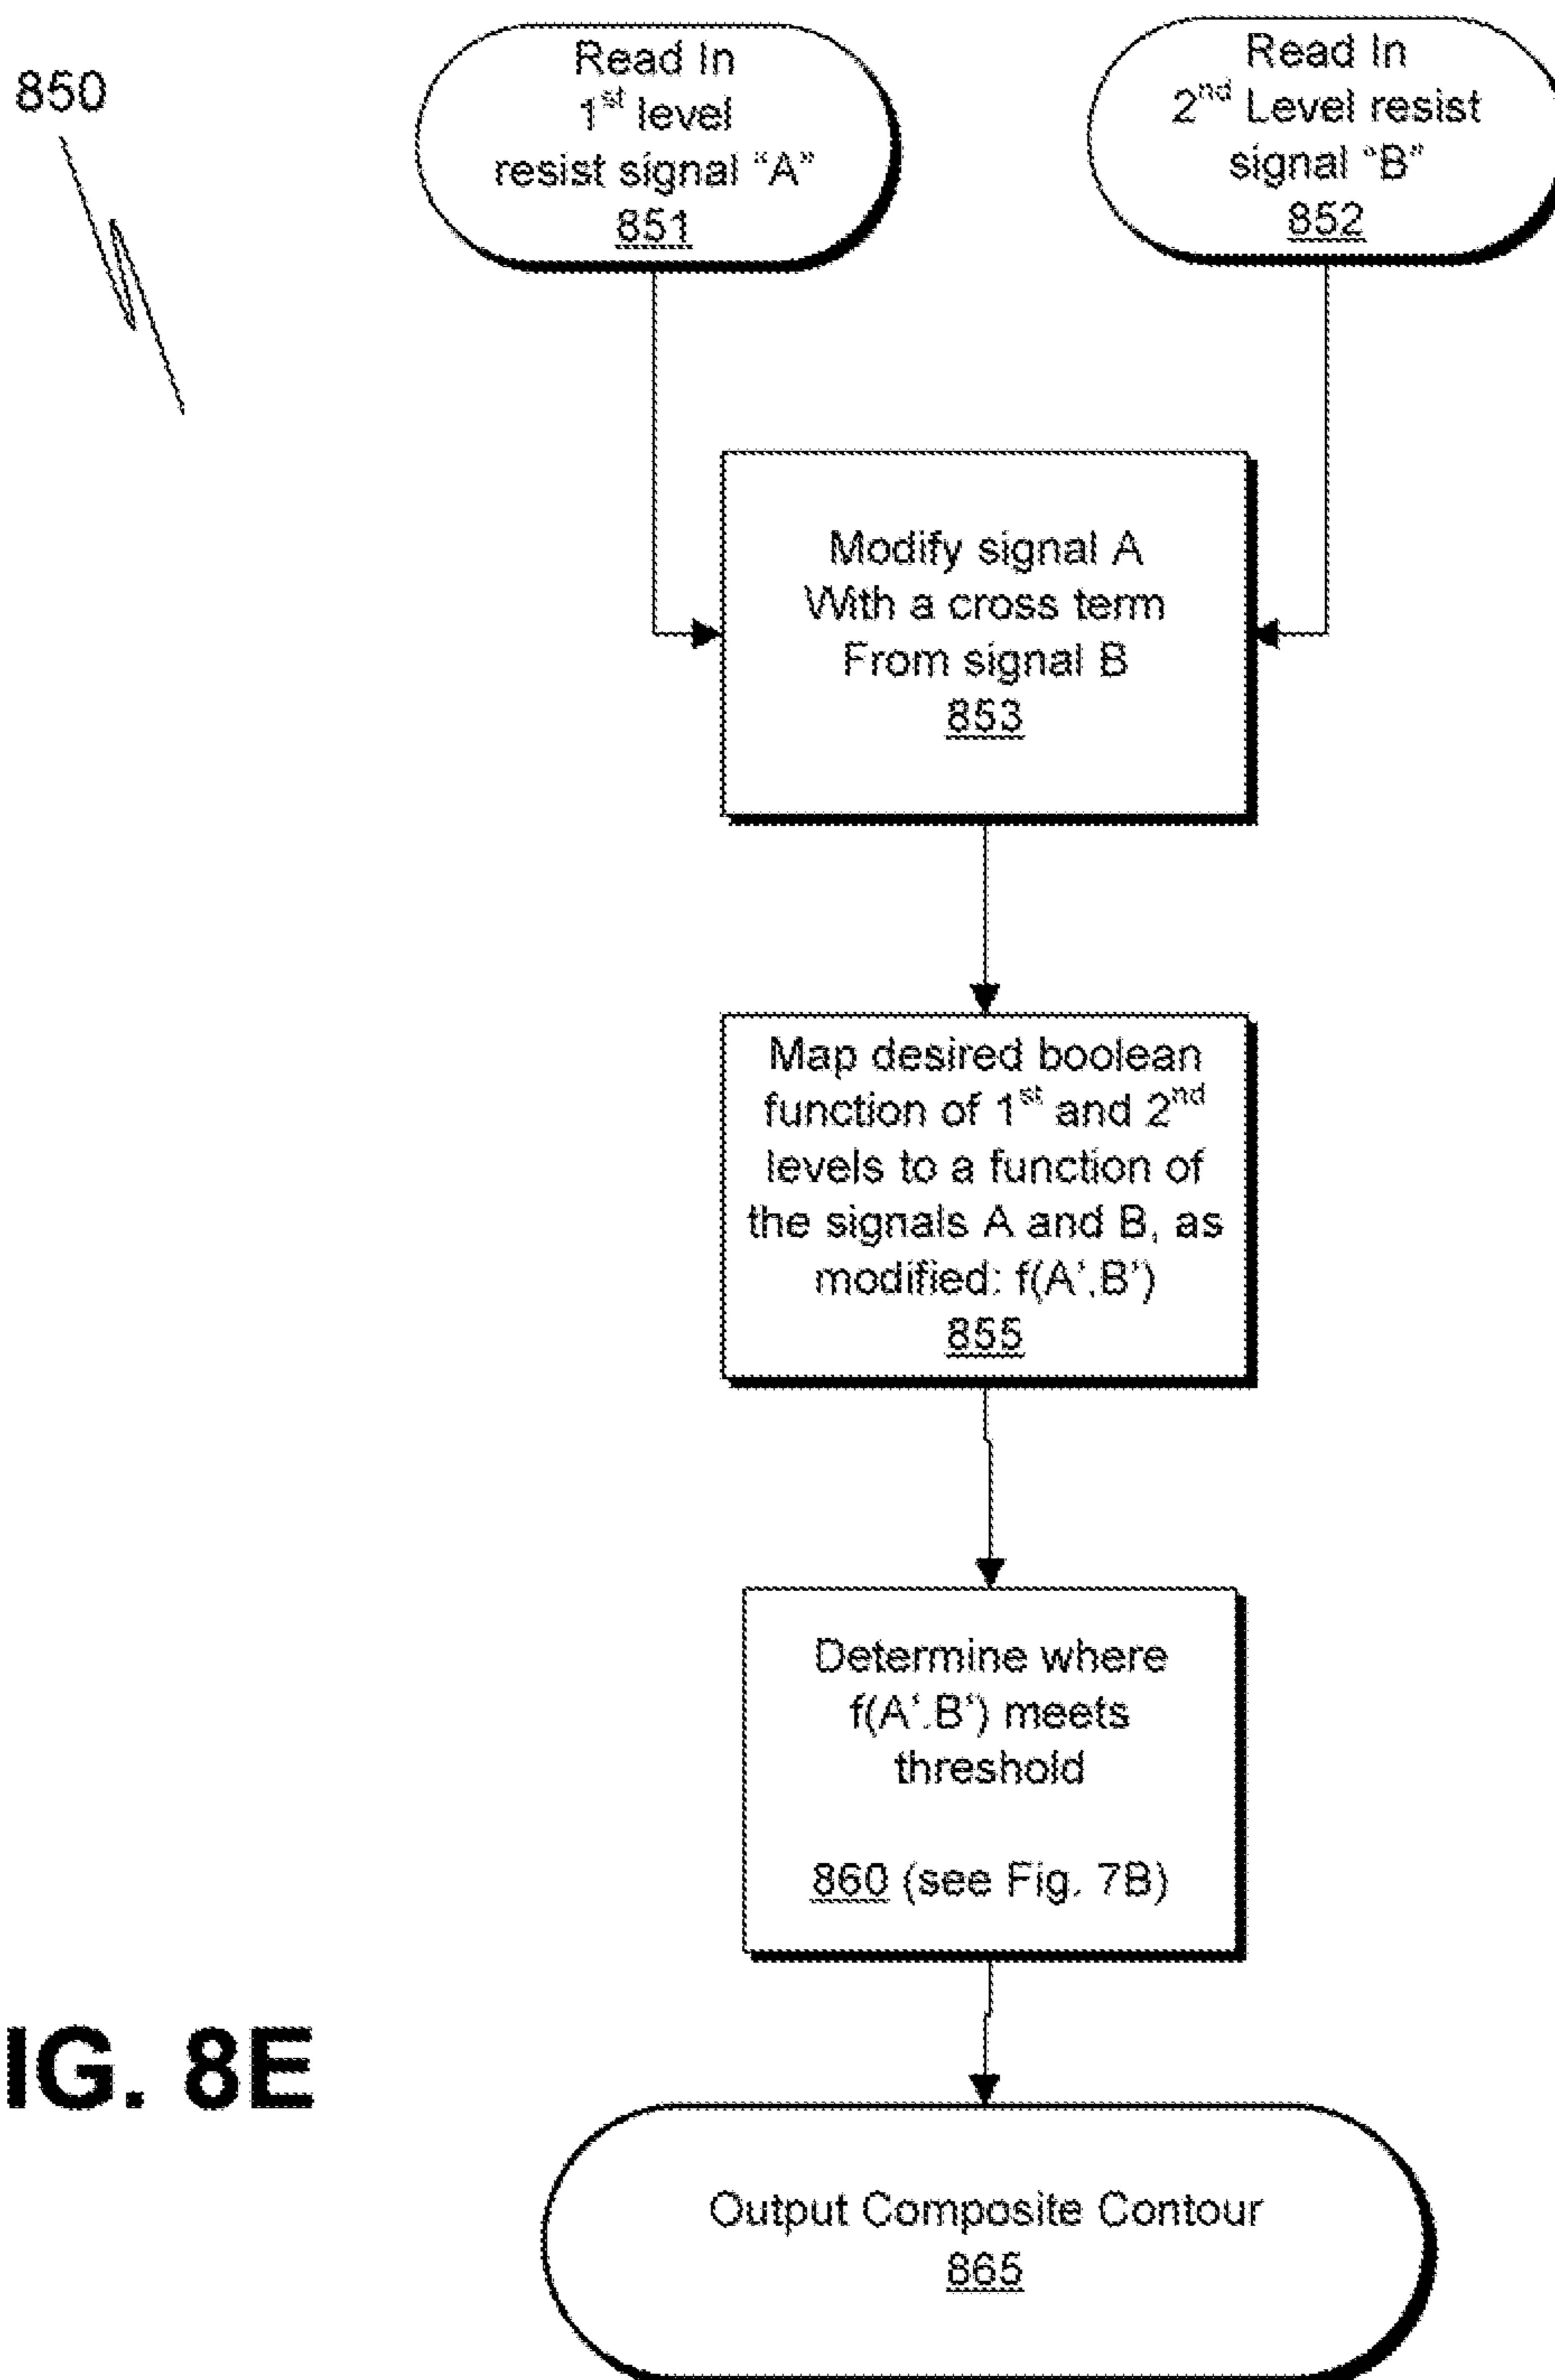 850
Read In
1st level
resist signal "A"
851
Read In
2nd Level resist
signal "B"
852
Modify signal A
With a cross term
From signal B
853
Map desired boolean
function of 1st and 2nd
levels to a function of
the signals A and B, as
modified: f(A',B')
855
Determine where
f(A',B') meets
threshold
860 (see Fig. 7B)
IG. 8E
Output Composite Contour
865